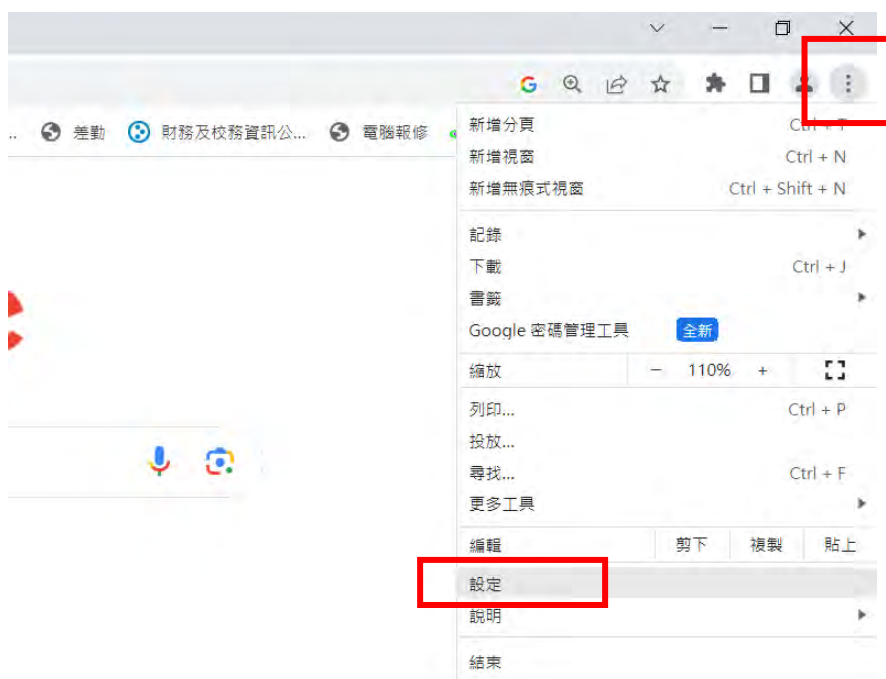 ... 差勤 財務及校務資訊公... 電腦報修
新增分頁 Ctrl + T
新增視窗 Ctrl + N
新增無痕式視窗 Ctrl + Shift + N
記錄
下載 Ctrl + J
書籤
Google 密碼管理工具 全新
縮放 − 110% +
列印... Ctrl + P
投放...
尋找... Ctrl + F
更多工具
編輯 剪下 複製 貼上
設定
說明
結束